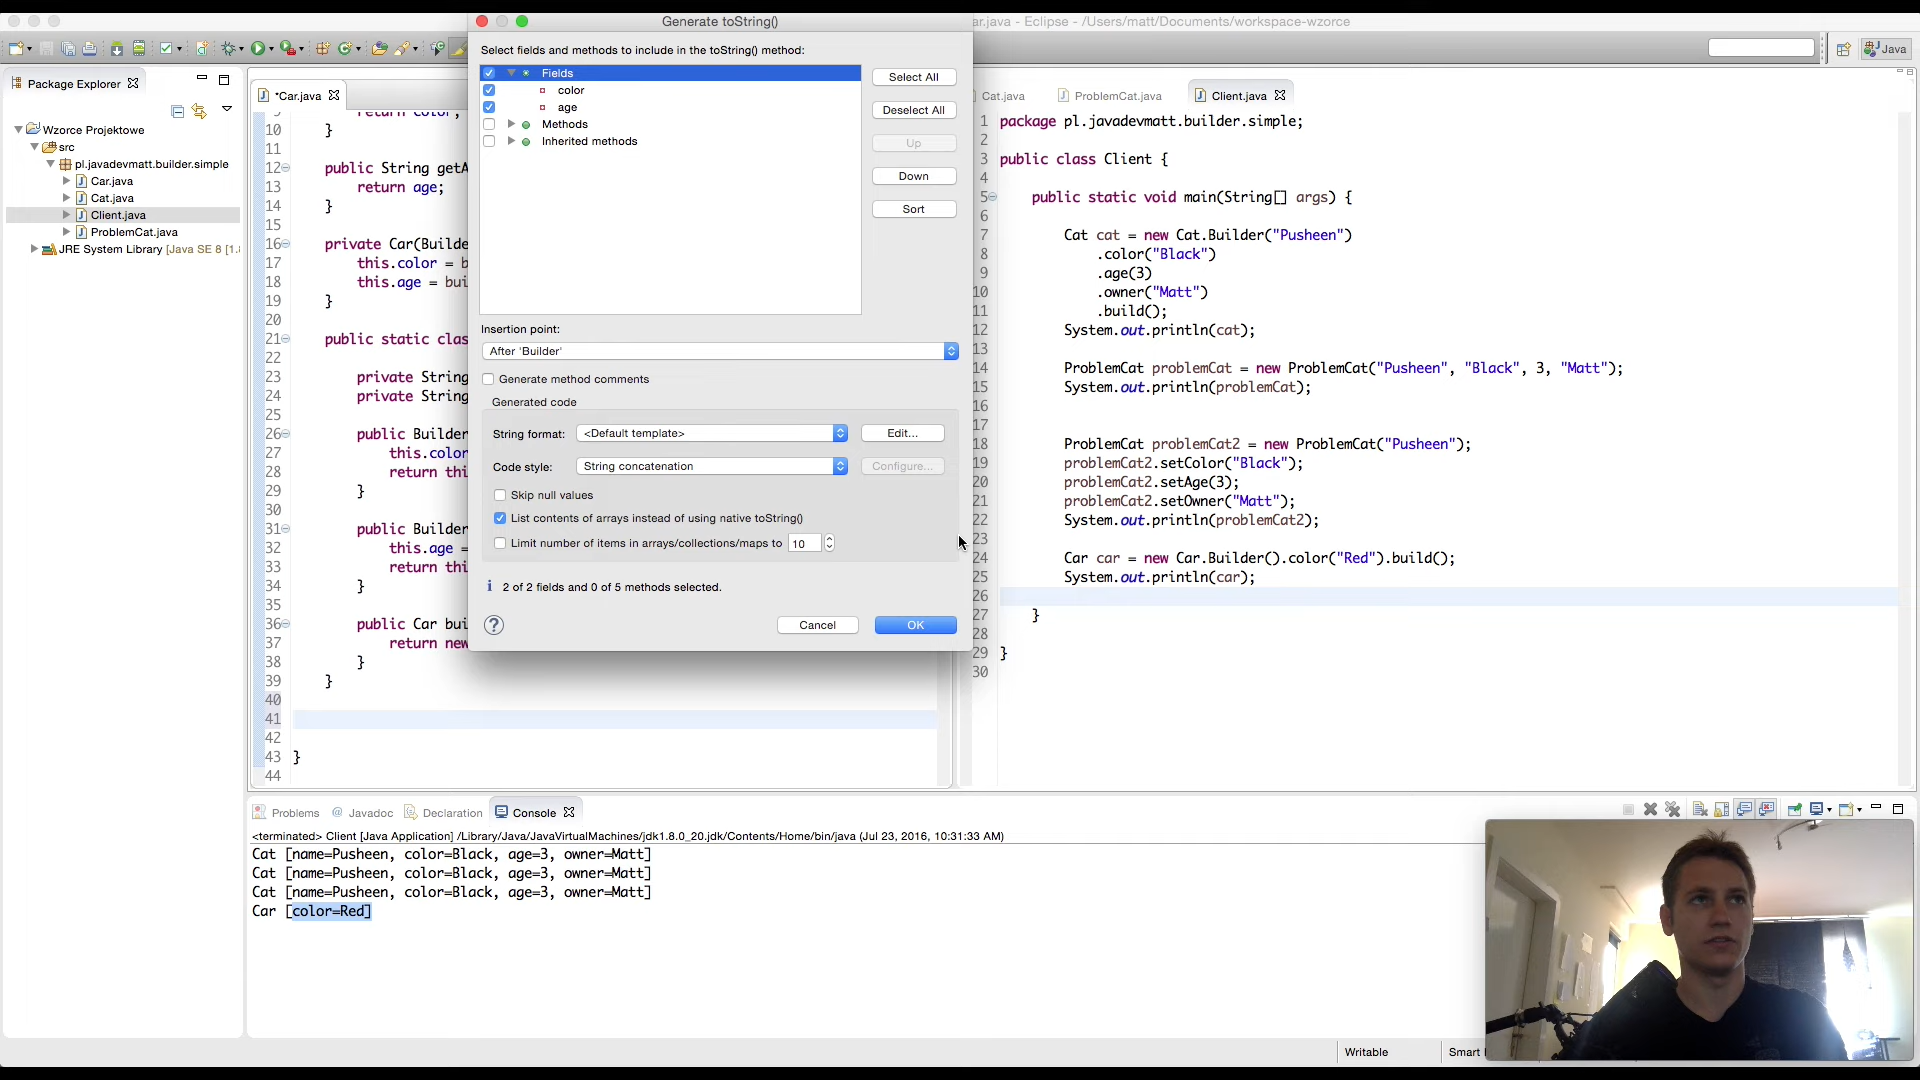 Generate toString()
ar.java - Eclipse - /Users/matt/Documents/workspace-wzorce
Java
Package Explorer
Wzorce Projektowe
src
pl.javadevmatt.builder.simple
Car.java
Cat.java
Client.java
ProblemCat.java
JRE System Library [Java SE 8 [1.8
*Car.java
9 return color;
10 }
11
12 public String getA
13 return age;
14 }
15
16 private Car(Builde
17 this.color = b
18 this.age = bui
19 }
20
21 public static clas
22
23 private String
24 private String
25
26 public Builder
27 this.color
28 return thi
29 }
30
31 public Builder
32 this.age =
33 return thi
34 }
35
36 public Car bui
37 return new
38 }
39 }
40
41
42
43 }
44
Select fields and methods to include in the toString() method:
Fields
color
age
Methods
Inherited methods
Select All
Deselect All
Up
Down
Sort
Insertion point:
After 'Builder'
Generate method comments
Generated code
String format: <Default template> Edit...
Code style: String concatenation Configure...
Skip null values
List contents of arrays instead of using native toString()
Limit number of items in arrays/collections/maps to 10
i 2 of 2 fields and 0 of 5 methods selected.
? Cancel OK
Cat.java ProblemCat.java Client.java
1 package pl.javadevmatt.builder.simple;
2
3 public class Client {
4
5 public static void main(String[] args) {
6
7 Cat cat = new Cat.Builder("Pusheen")
8 .color("Black")
9 .age(3)
10 .owner("Matt")
11 .build();
12 System.out.println(cat);
13
14 ProblemCat problemCat = new ProblemCat("Pusheen", "Black", 3, "Matt");
15 System.out.println(problemCat);
16
17
18 ProblemCat problemCat2 = new ProblemCat("Pusheen");
19 problemCat2.setColor("Black");
20 problemCat2.setAge(3);
21 problemCat2.setOwner("Matt");
22 System.out.println(problemCat2);
23
24 Car car = new Car.Builder().color("Red").build();
25 System.out.println(car);
26
27 }
28
29 }
30
Problems @ Javadoc Declaration Console
<terminated> Client [Java Application] /Library/Java/JavaVirtualMachines/jdk1.8.0_20.jdk/Contents/Home/bin/java (Jul 23, 2016, 10:31:33 AM)
Cat [name=Pusheen, color=Black, age=3, owner=Matt]
Cat [name=Pusheen, color=Black, age=3, owner=Matt]
Cat [name=Pusheen, color=Black, age=3, owner=Matt]
Car [color=Red]
Writable
Smart